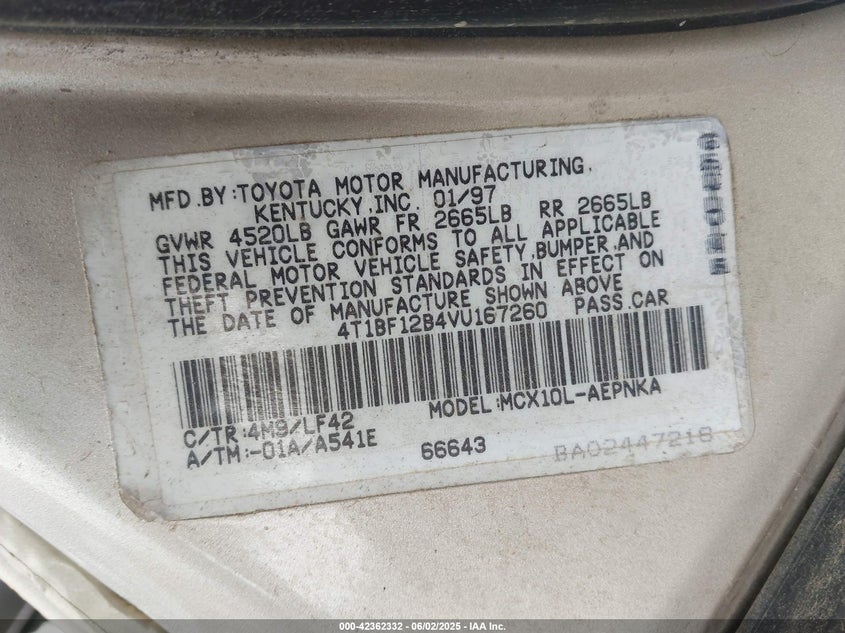 MFD.BY:TOYOTA MOTOR MANUFACTURING,
KENTUCKY,INC. 01/97
GVWR 4520LB GAWR FR 2665LB RR 2665LB
THIS VEHICLE CONFORMS TO ALL APPLICABLE
FEDERAL MOTOR VEHICLE SAFETY,BUMPER,AND
THEFT PREVENTION STANDARDS IN EFFECT ON
THE DATE OF MANUFACTURE SHOWN ABOVE
4T1BF12B4VU167260 PASS.CAR
C/TR:4M9/LF42 MODEL:MCX10L-AEPNKA
A/TM:-01A/A541E 66643 BA02447218
000-42362332 - 06/02/2025 - IAA Inc.